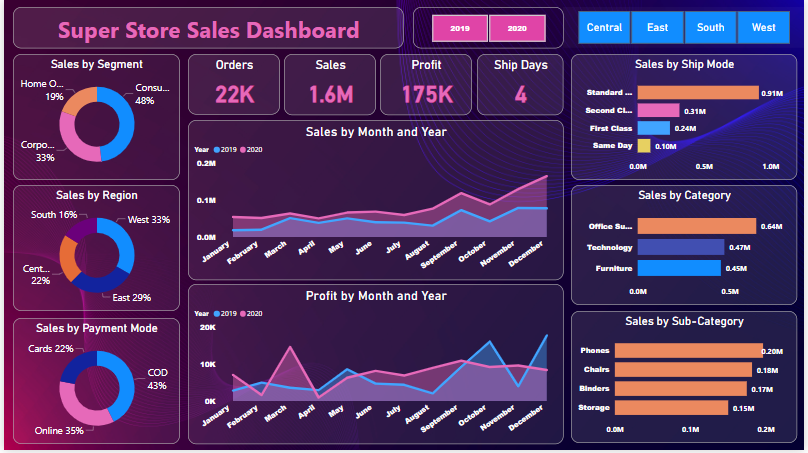 Super Store Sales Dashboard
2019 2020
Central East South West
Sales by Segment
Home O...
19%
Consu...
48%
Corpo...
33%
Orders
22K
Sales
1.6M
Profit
175K
Ship Days
4
Sales by Ship Mode
Standard ... 0.91M
Second Cl... 0.31M
First Class 0.24M
Same Day 0.10M
0.0M 0.5M 1.0M
Sales by Month and Year
Year 2019 2020
0.2M
0.1M
0.0M
January February March April May June July August September October November December
Sales by Region
South 16%
West 33%
Cent...
22%
East 29%
Sales by Category
Office Su... 0.64M
Technology 0.47M
Furniture 0.45M
0.0M 0.5M
Profit by Month and Year
Year 2019 2020
20K
10K
0K
January February March April May June July August September October November December
Sales by Payment Mode
Cards 22%
COD
43%
Online 35%
Sales by Sub-Category
Phones 0.20M
Chairs 0.18M
Binders 0.17M
Storage 0.15M
0.0M 0.1M 0.2M